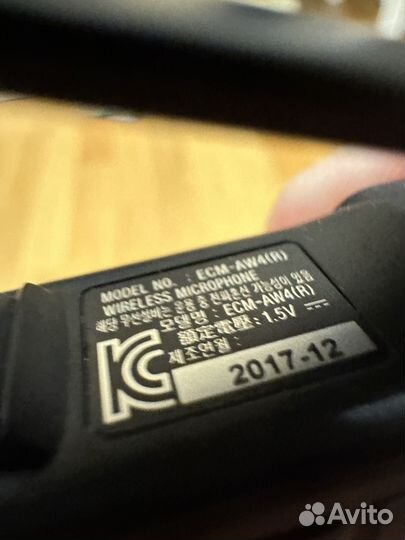 MODEL NO. : ECM-AW4(R)
WIRELESS MICROPHONE
해당 무선설비는 운용 중 전파혼신 가능성이 있음
모델명 : ECM-AW4(R)
額定電壓 : 1.5V
제조연월 :
2017-12
Avito